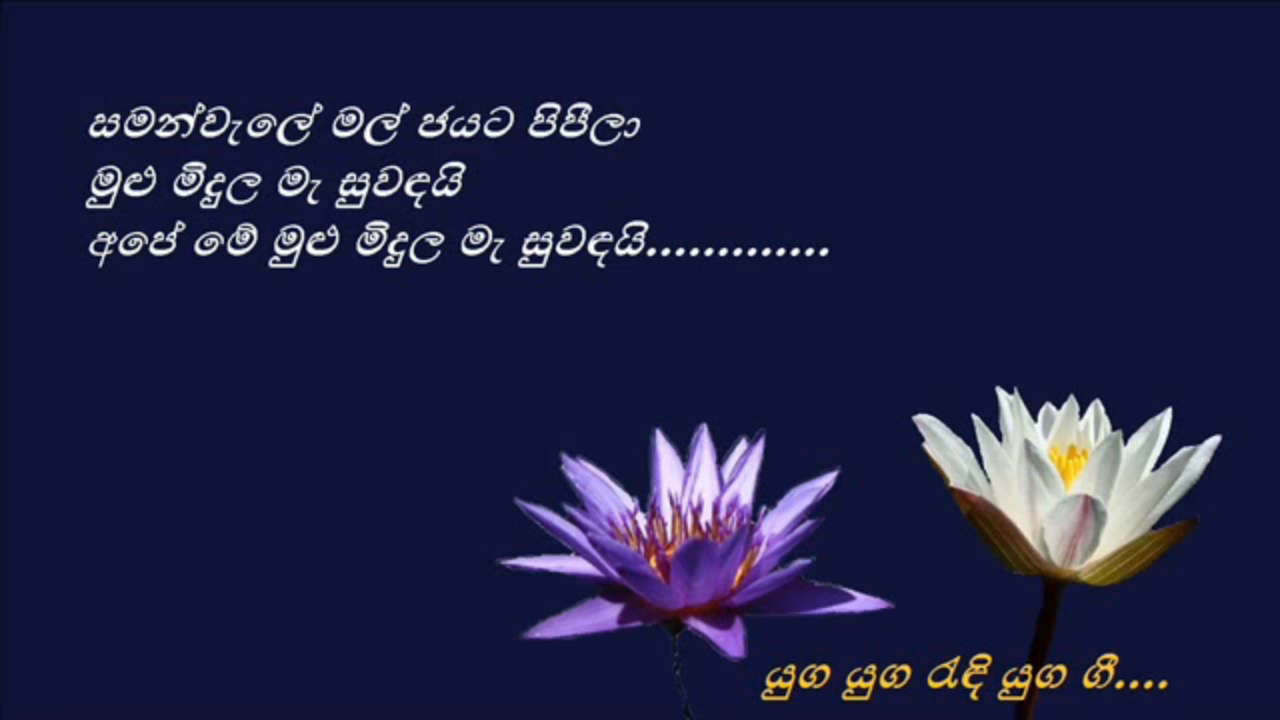 සමන්වැලේ මල් ජයට පිපීලා
මුළු මිදුල මැ සුවඳයි
අපේ මේ මුළු මිදුල මැ සුවඳයි.............
යුග යුග රැඳි යුග ගී....